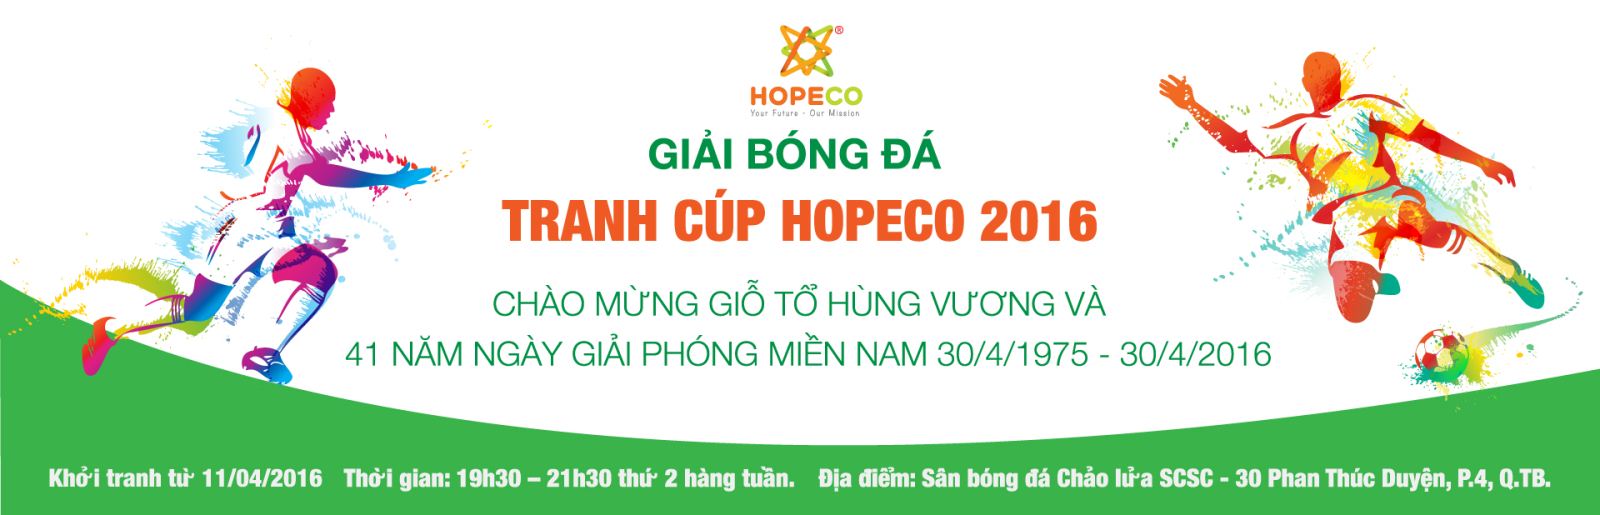 ®
HOPECO
Your Future - Our Mission
GIẢI BÓNG ĐÁ
TRANH CÚP HOPECO 2016
CHÀO MỪNG GIỖ TỔ HÙNG VƯƠNG VÀ
41 NĂM NGÀY GIẢI PHÓNG MIỀN NAM 30/4/1975 - 30/4/2016
Khởi tranh từ 11/04/2016 Thời gian: 19h30 – 21h30 thứ 2 hàng tuần. Địa điểm: Sân bóng đá Chảo lửa SCSC - 30 Phan Thúc Duyện, P.4, Q.TB.